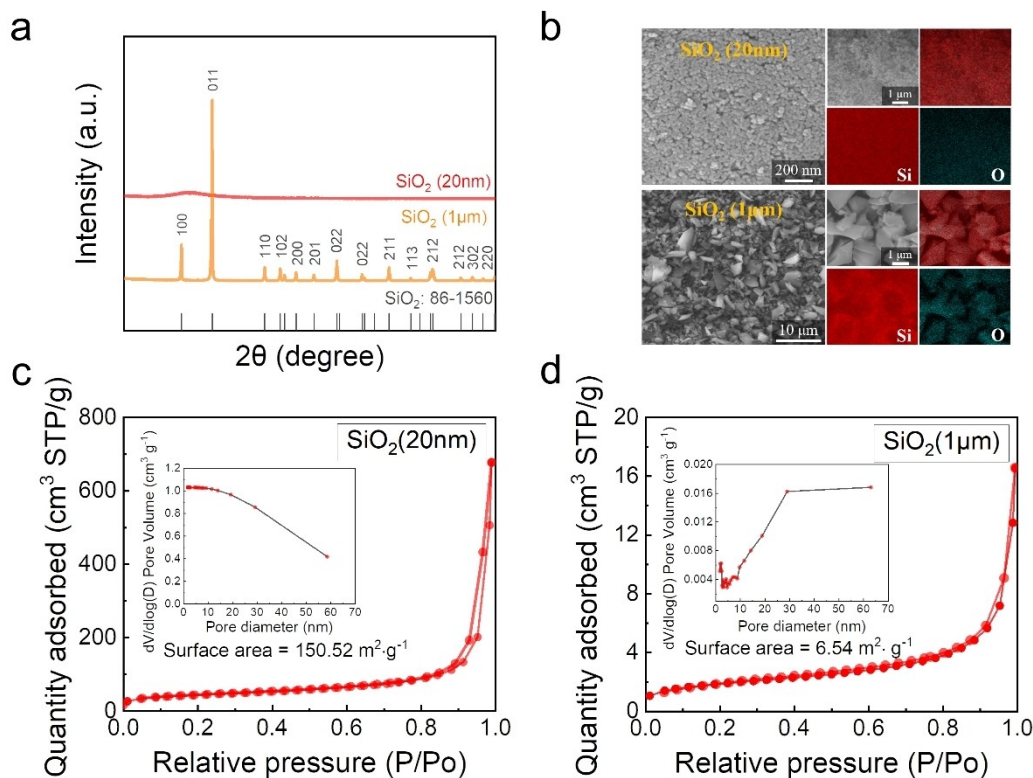 a
Intensity (a.u.)
011
100
110
102
200
201
022
022
211
113
212
212
302
220
SiO₂ (20nm)
SiO₂ (1μm)
SiO₂: 86-1560
2θ (degree)
b
SiO₂ (20nm)
200 nm
1 μm
Si
O
SiO₂ (1μm)
10 μm
1 μm
Si
O
c
Quantity adsorbed (cm³ STP/g)
800
600
400
200
0
SiO₂(20nm)
dV/dlog(D) Pore Volume (cm³ g⁻¹)
1.2
1.0
0.8
0.6
0.4
0.2
0.0
0 10 20 30 40 50 60 70
Pore diameter (nm)
Surface area = 150.52 m²·g⁻¹
0.0 0.2 0.4 0.6 0.8 1.0
Relative pressure (P/Po)
d
Quantity adsorbed (cm³ STP/g)
20
16
12
8
4
0
SiO₂(1μm)
dV/dlog(D) Pore Volume (cm³ g⁻¹)
0.020
0.016
0.012
0.008
0.004
0 10 20 30 40 50 60 70
Pore diameter (nm)
Surface area = 6.54 m²·g⁻¹
0.0 0.2 0.4 0.6 0.8 1.0
Relative pressure (P/Po)